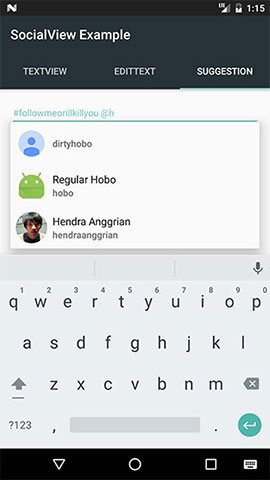 1:15
SocialView Example
TEXTVIEW EDITTEXT SUGGESTION
#followmeorillkillyou @h
dirtyhobo
Regular Hobo
hobo
Hendra Anggrian
hendraanggrian
1 2 3 4 5 6 7 8 9 0
q w e r t y u i o p
a s d f g h j k l
z x c v b n m
?123 , .